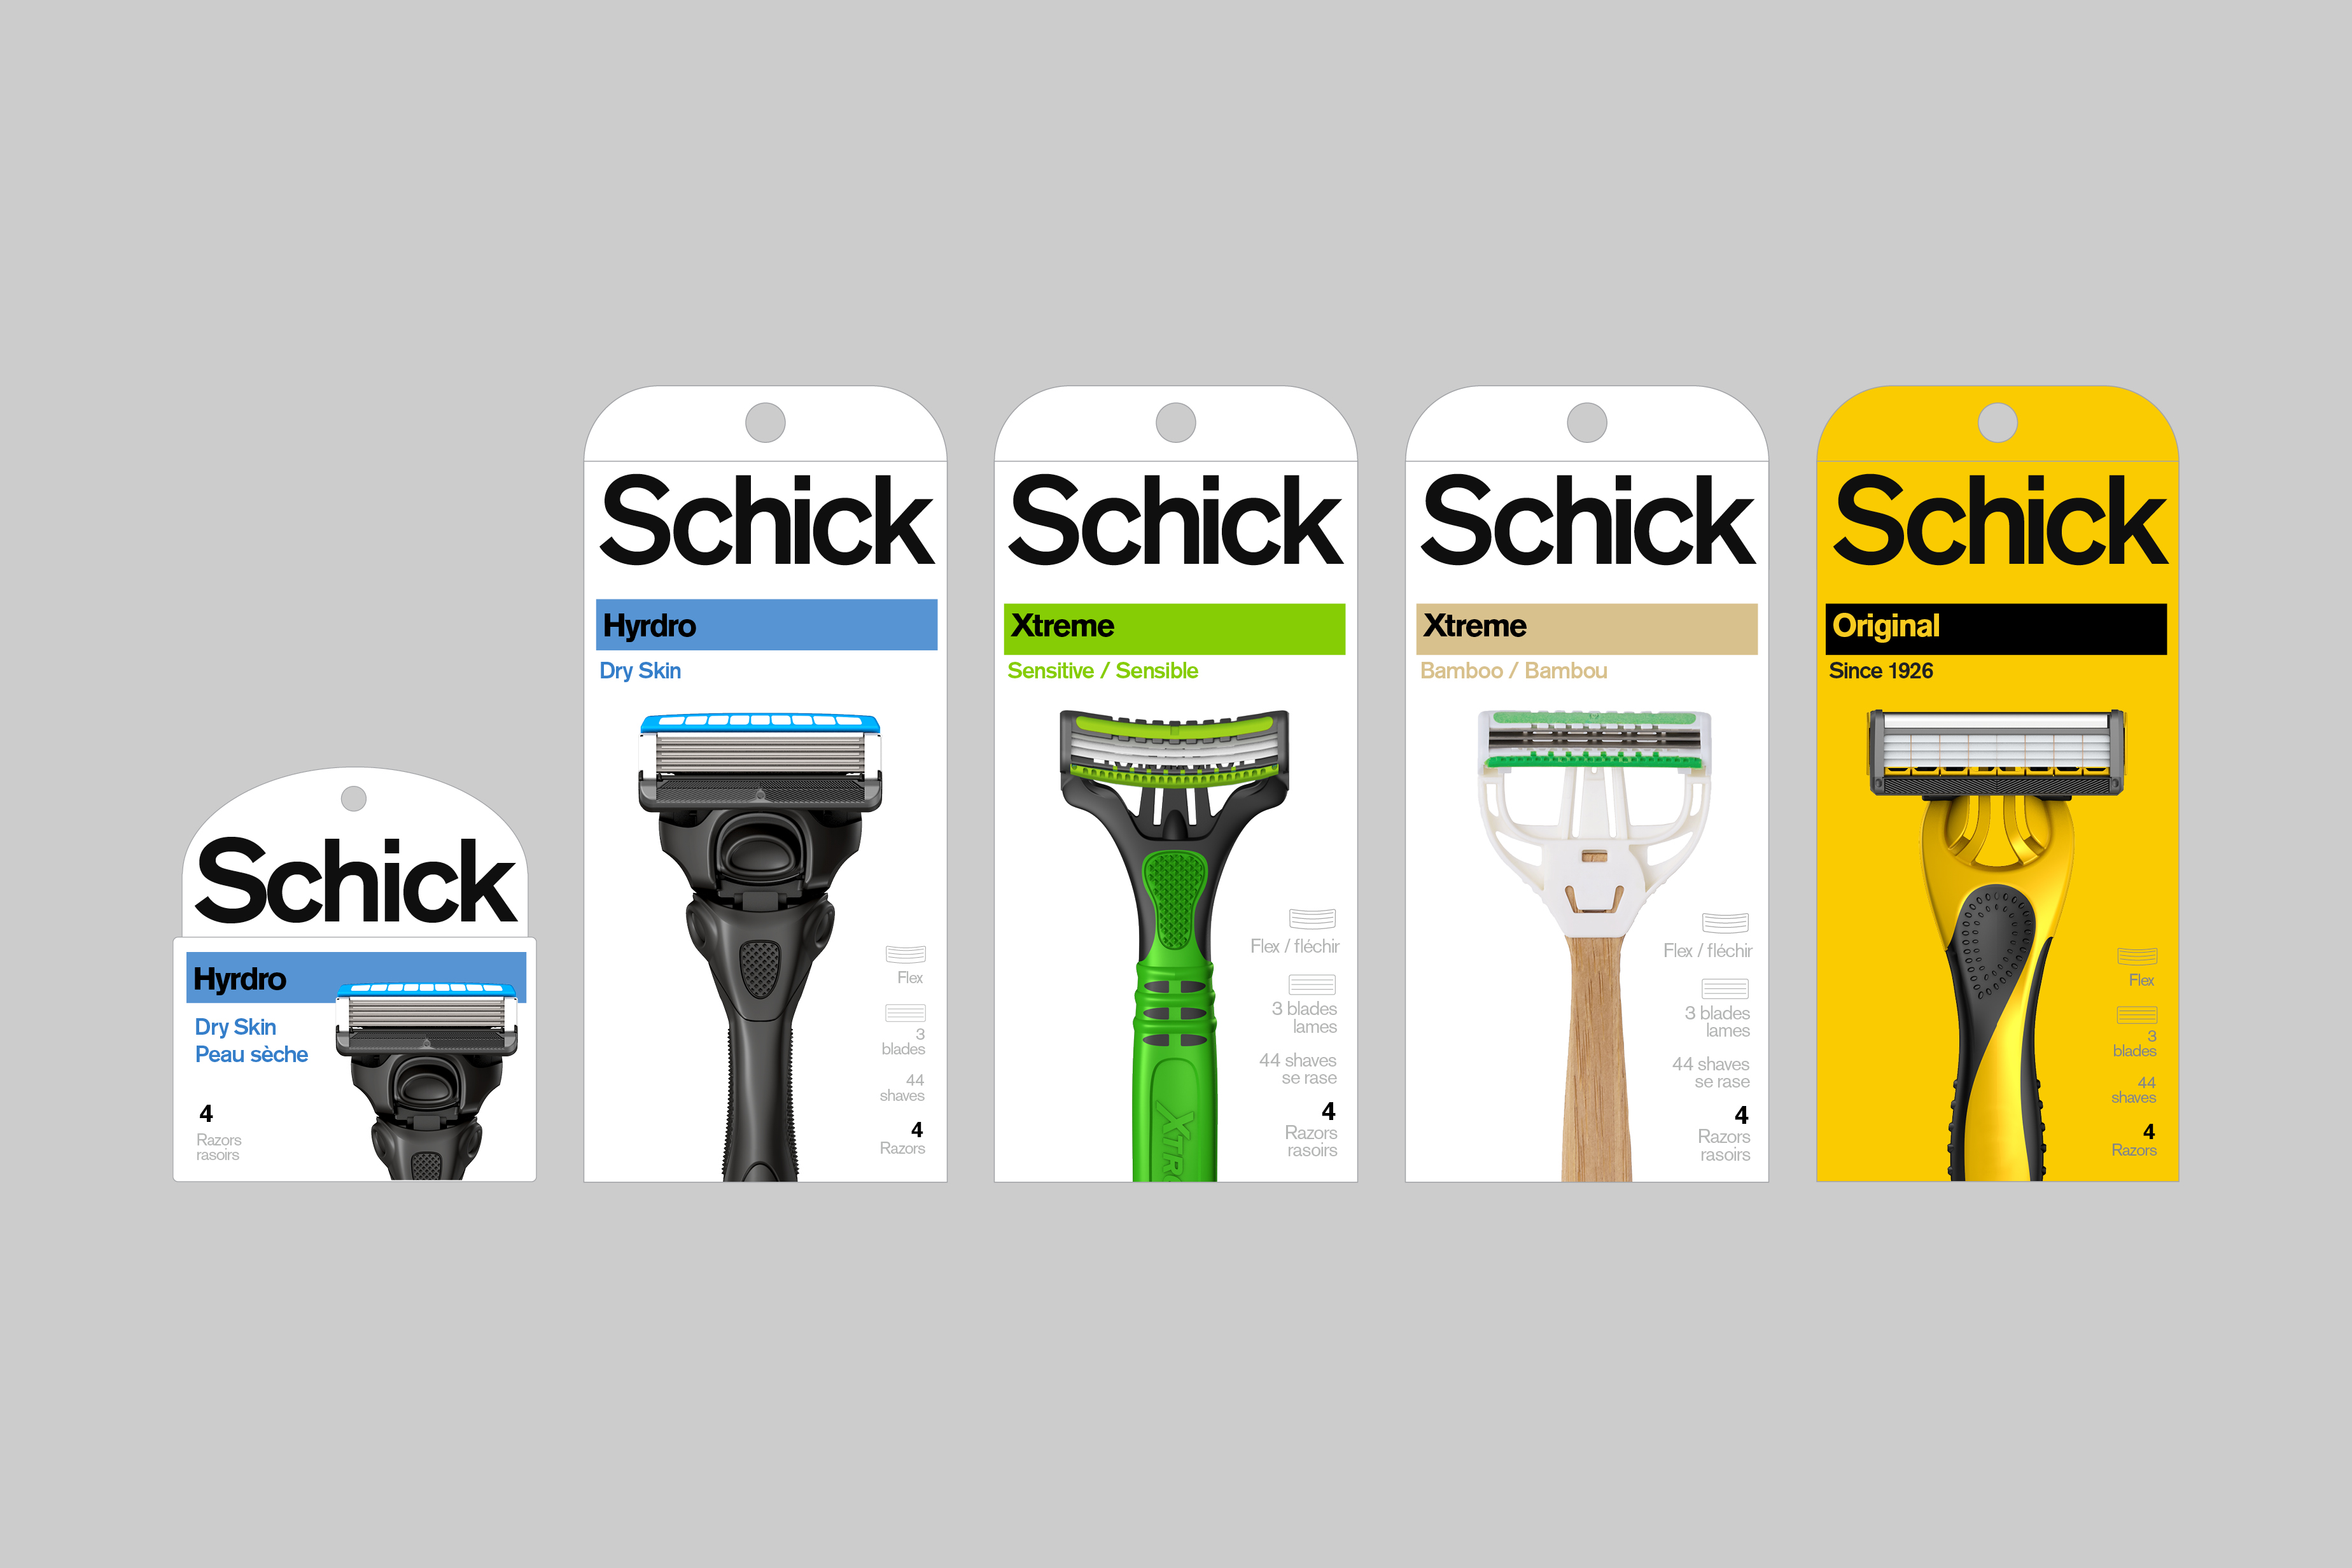 Schick
Hyrdro
Dry Skin
Peau sèche
4
Razors
rasoirs
Schick
Hyrdro
Dry Skin
Flex
3
blades
44
shaves
4
Razors
Schick
Xtreme
Sensitive / Sensible
Flex / fléchir
3 blades
lames
44 shaves
se rase
4
Razors
rasoirs
Schick
Xtreme
Bamboo / Bambou
Flex / fléchir
3 blades
lames
44 shaves
se rase
4
Razors
rasoirs
Schick
Original
Since 1926
Flex
3
blades
44
shaves
4
Razors